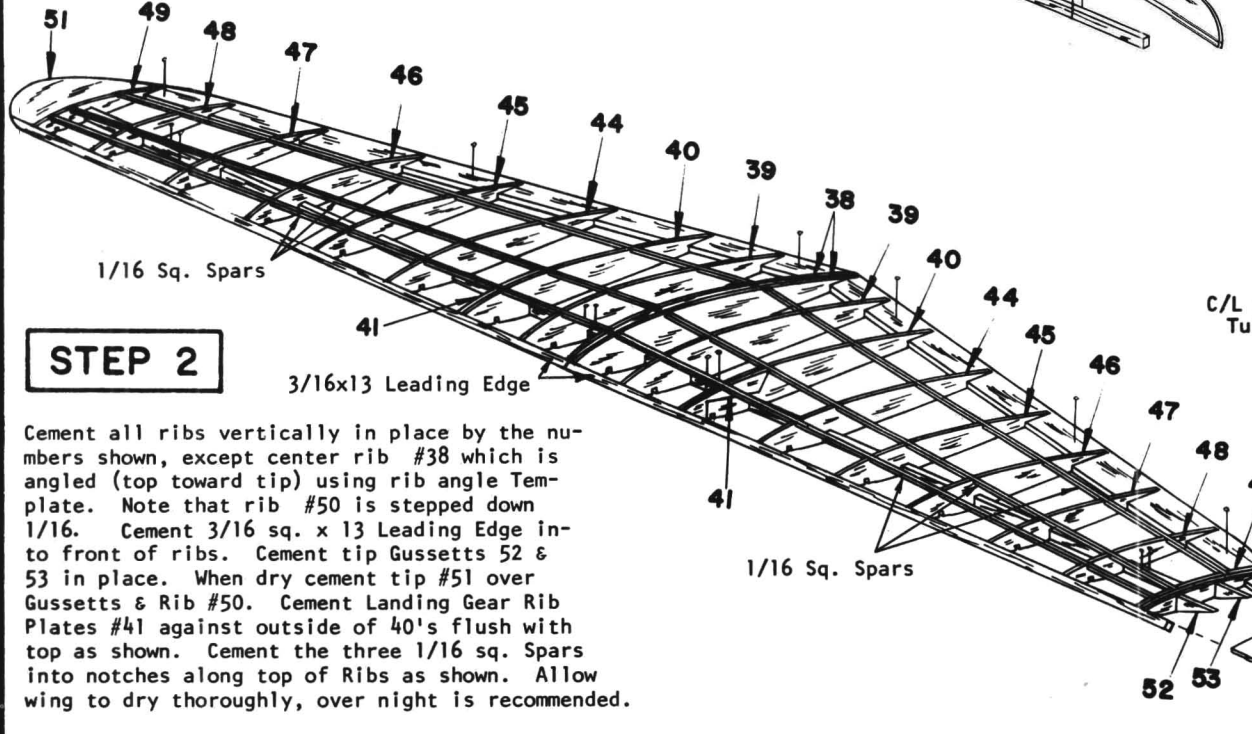 51
49
48
47
46
45
44
40
39
38
39
40
44
45
46
47
48
C/L
Tu
1/16 Sq. Spars
41
3/16x13 Leading Edge
41
1/16 Sq. Spars
52
53
STEP 2
Cement all ribs vertically in place by the nu-
mbers shown, except center rib #38 which is
angled (top toward tip) using rib angle Tem-
plate. Note that rib #50 is stepped down
1/16. Cement 3/16 sq. x 13 Leading Edge in-
to front of ribs. Cement tip Gussetts 52 &
53 in place. When dry cement tip #51 over
Gussetts & Rib #50. Cement Landing Gear Rib
Plates #41 against outside of 40's flush with
top as shown. Cement the three 1/16 sq. Spars
into notches along top of Ribs as shown. Allow
wing to dry thoroughly, over night is recommended.